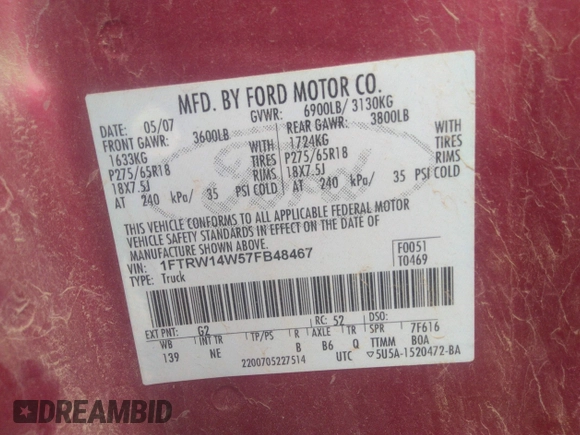 MFD. BY FORD MOTOR CO.
DATE: 05/07 GVWR: 6900LB/ 3130KG
FRONT GAWR: 3600LB REAR GAWR: 3800LB
1633KG WITH 1724KG WITH
P275/65R18 TIRES P275/65R18 TIRES
18X7.5J RIMS 18X7.5J RIMS
AT 240 kPa/ 35 PSI COLD AT 240 kPa/ 35 PSI COLD
Ford
THIS VEHICLE CONFORMS TO ALL APPLICABLE FEDERAL MOTOR
VEHICLE SAFETY STANDARDS IN EFFECT ON THE DATE OF
MANUFACTURE SHOWN ABOVE.
VIN: 1FTRW14W57FB48467 F0051
TYPE: Truck T0469
EXT PNT: G2 RC: 52 DSO:
WB INT TR TP/PS R AXLE TR SPR 7F616
139 NE B B6 Q TTMM BOA
2200705227514 UTC ▽5U5A-1520472-BA
DREAMBID